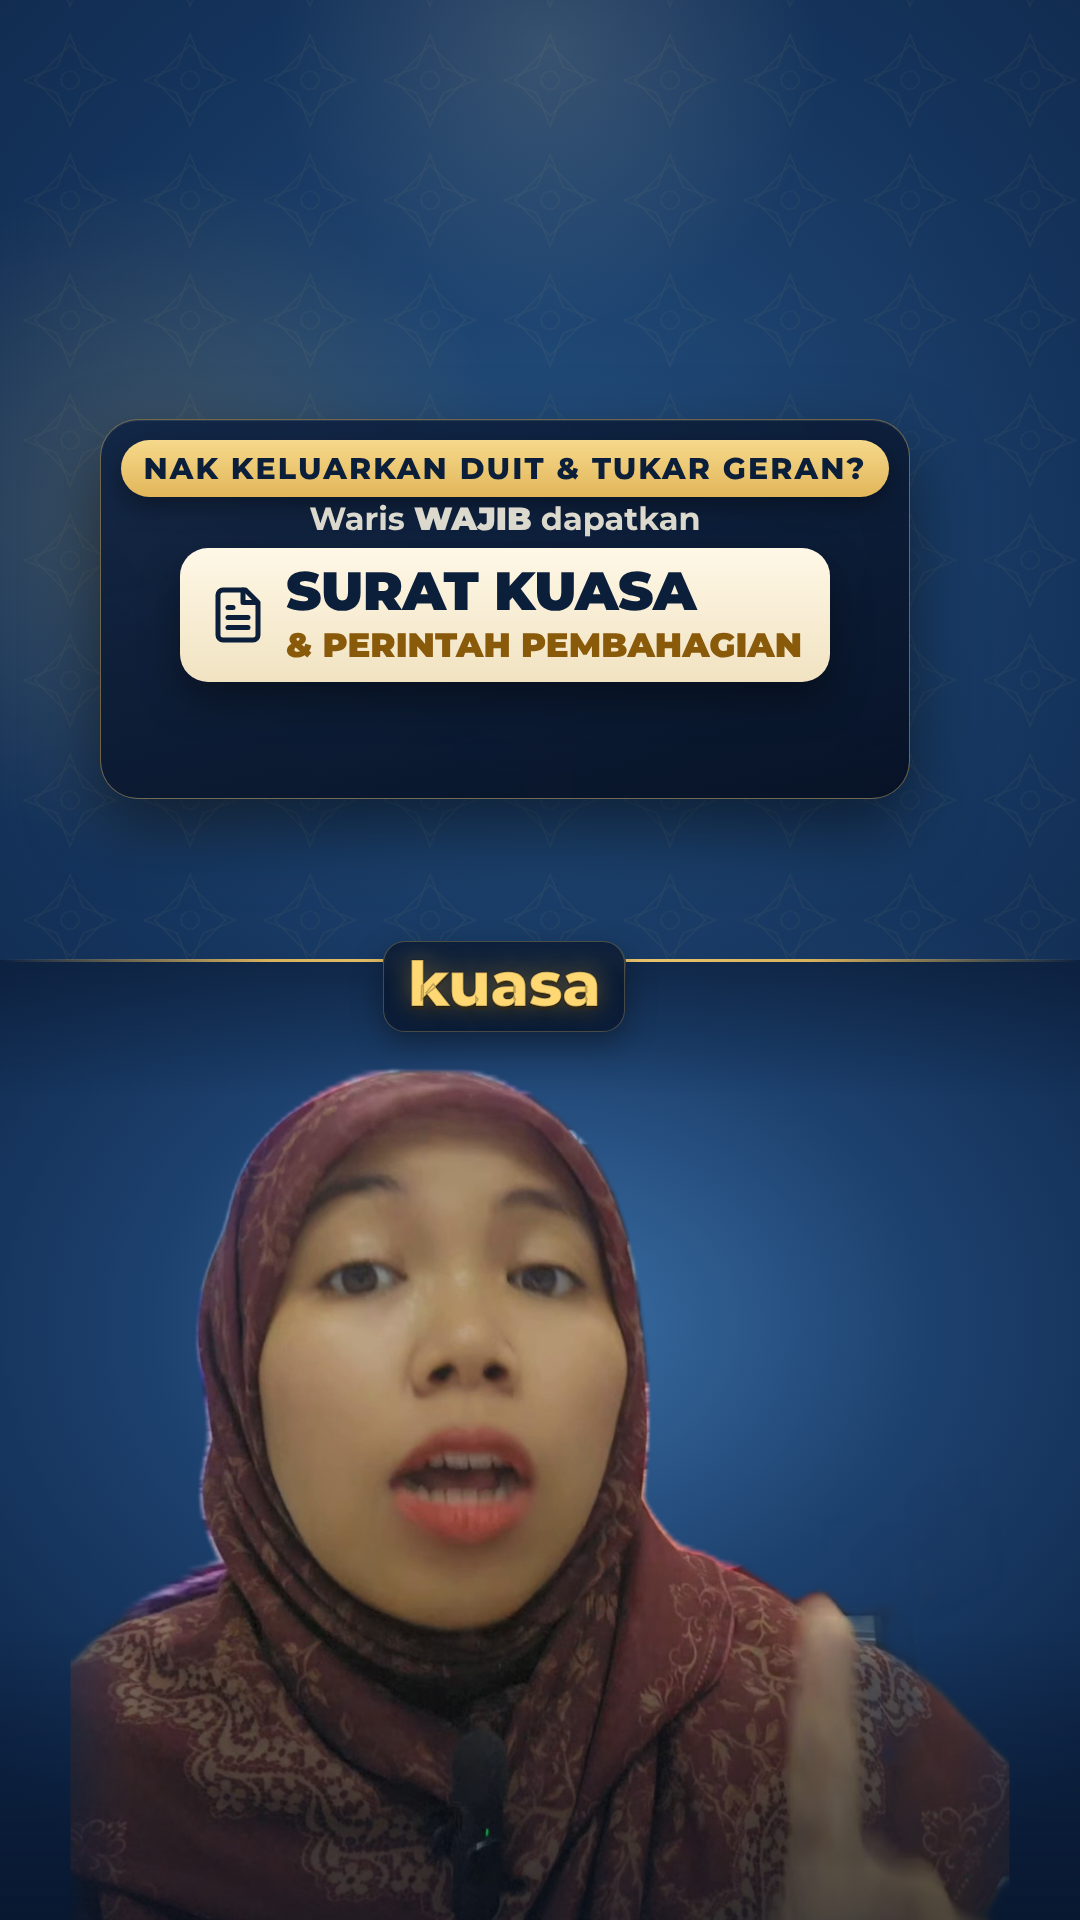 NAK KELUARKAN DUIT & TUKAR GERAN?
Waris WAJIB dapatkan
SURAT KUASA
& PERINTAH PEMBAHAGIAN
kuasa